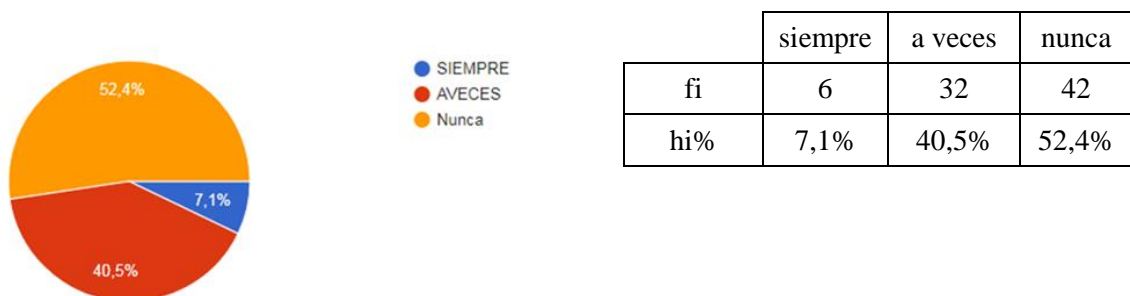 52,4%
7,1%
40,5%
SIEMPRE
AVECES
Nunca
siempre a veces nunca
fi 6 32 42
hi% 7,1% 40,5% 52,4%